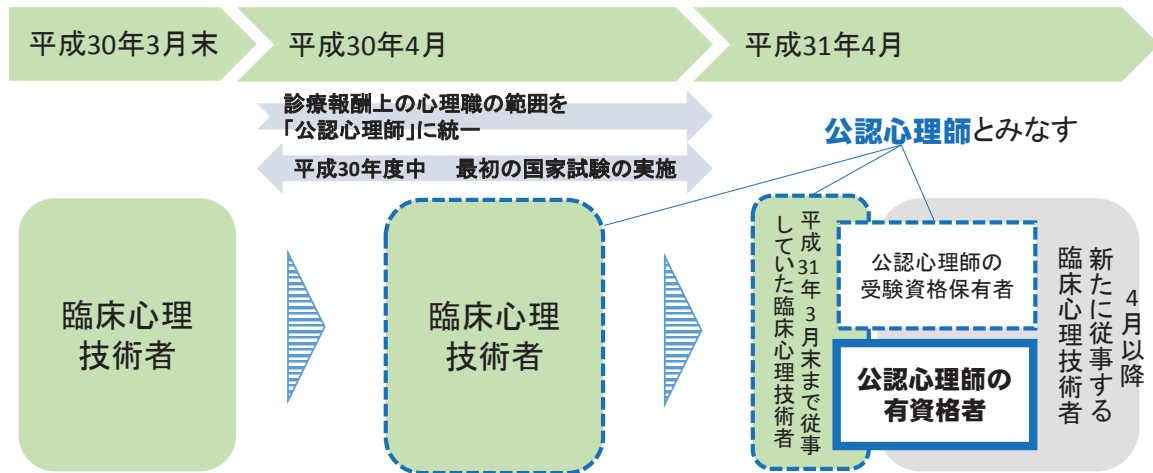 平成30年3月末
平成30年4月
平成31年4月
診療報酬上の心理職の範囲を
「公認心理師」に統一
平成30年度中　最初の国家試験の実施
公認心理師とみなす
臨床心理
技術者
臨床心理
技術者
平成31年3月末まで従事
していた臨床心理技術者
公認心理師の
受験資格保有者
公認心理師の
有資格者
4月以降
新たに従事する
臨床心理技術者